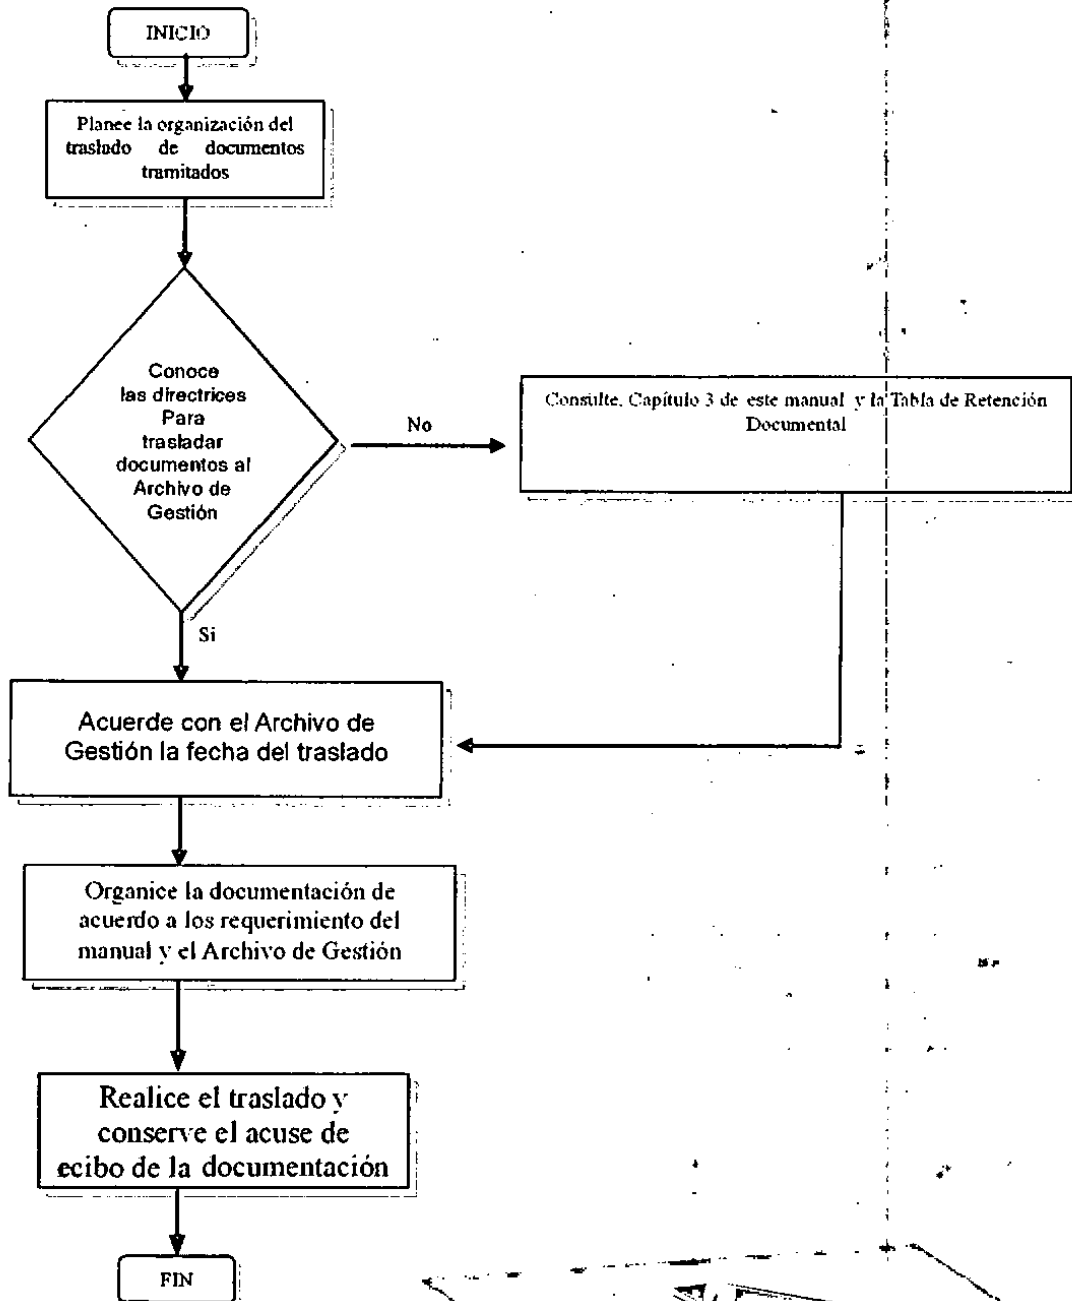 INICIO
Planee la organización del
traslado de documentos
tramitados
Conoce
las directrices
Para
trasladar
documentos al
Archivo de
Gestión
No
Consulte, Capítulo 3 de este manual y la Tabla de Retención
Documental
Si
Acuerde con el Archivo de
Gestión la fecha del traslado
Organice la documentación de
acuerdo a los requerimiento del
manual y el Archivo de Gestión
Realice el traslado y
conserve el acuse de
ecibo de la documentación
FIN